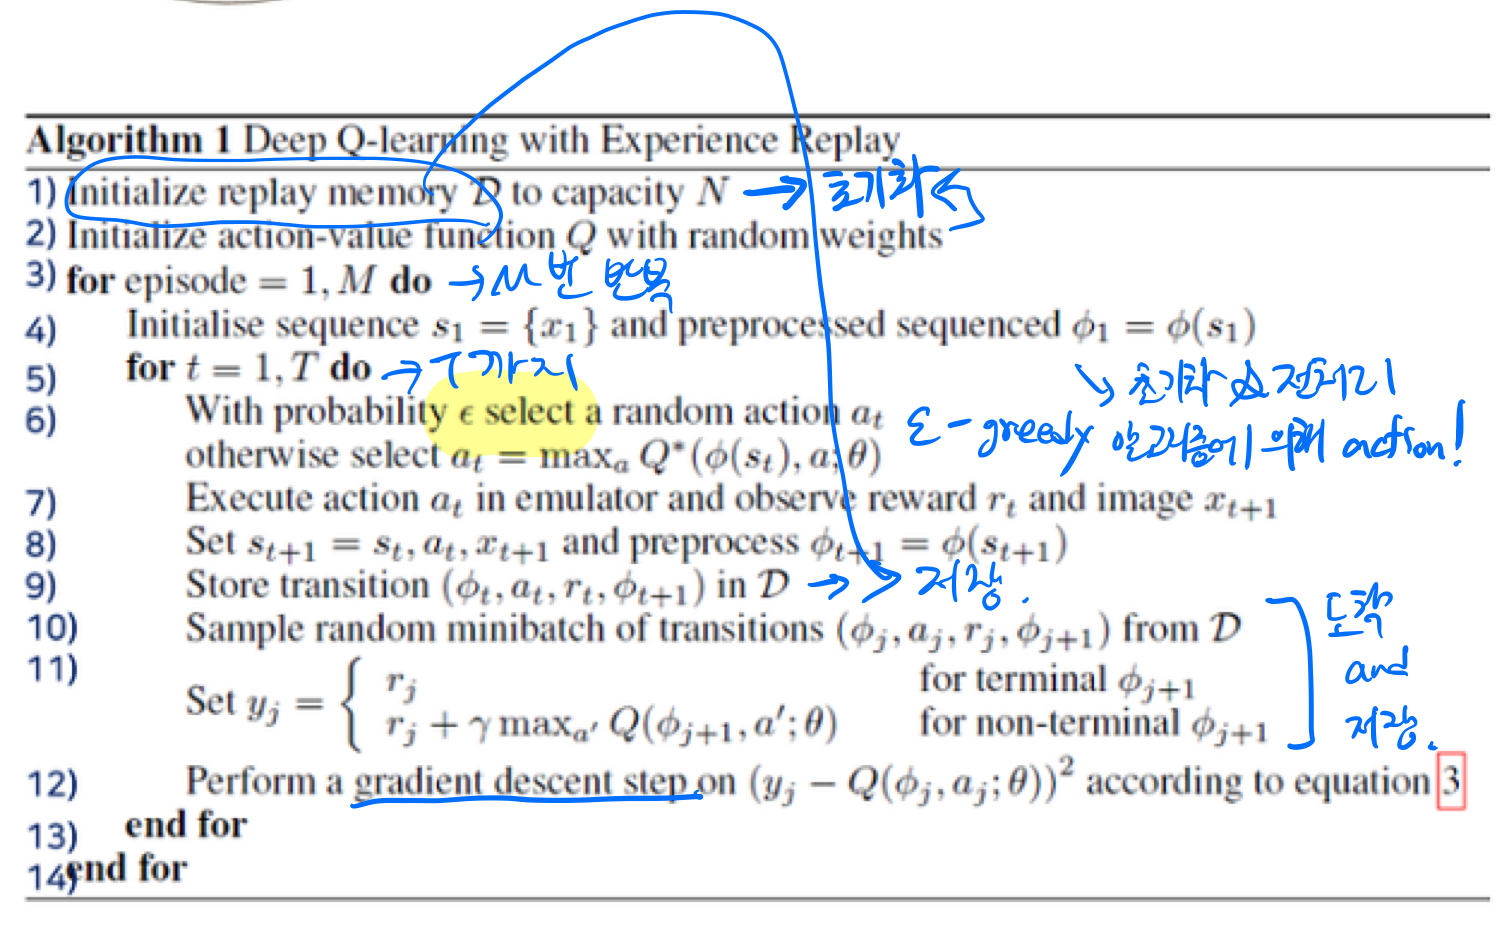 Algorithm 1 Deep Q-learning with Experience Replay
1) Initialize replay memory 𝒟 to capacity N → 초기화
2) Initialize action-value function Q with random weights
3) for episode = 1, M do → M번 반복
4) Initialise sequence s₁ = {x₁} and preprocessed sequenced ϕ₁ = ϕ(s₁)
↘ 초기화 & 전처리
5) for t = 1, T do → T까지
6) With probability ϵ select a random action aₜ
otherwise select aₜ = maxₐ Q*(ϕ(sₜ), a; θ)
ε-greedy 알고리즘에 의해 action!
7) Execute action aₜ in emulator and observe reward rₜ and image xₜ₊₁
8) Set sₜ₊₁ = sₜ, aₜ, xₜ₊₁ and preprocess ϕₜ₊₁ = ϕ(sₜ₊₁)
9) Store transition (ϕₜ, aₜ, rₜ, ϕₜ₊₁) in 𝒟 → 저장.
10) Sample random minibatch of transitions (ϕⱼ, aⱼ, rⱼ, ϕⱼ₊₁) from 𝒟
11) Set yⱼ = { rⱼ for terminal ϕⱼ₊₁
rⱼ + γ maxₐ′ Q(ϕⱼ₊₁, a′; θ) for non-terminal ϕⱼ₊₁
도착
and
저장.
12) Perform a gradient descent step on (yⱼ − Q(ϕⱼ, aⱼ; θ))² according to equation 3
13) end for
14) end for